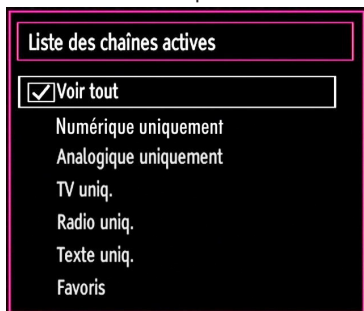 Liste des chaînes actives
Voir tout
Numérique uniquement
Analogique uniquement
TV uniq.
Radio uniq.
Texte uniq.
Favoris